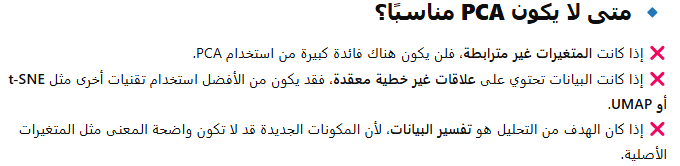 🔹 متى لا يكون PCA مناسبًا؟
❌ إذا كانت المتغيرات غير مترابطة، فلن يكون هناك فائدة كبيرة من استخدام PCA.
❌ إذا كانت البيانات تحتوي على علاقات غير خطية معقدة، فقد يكون من الأفضل استخدام تقنيات أخرى مثل t-SNE
أو UMAP.
❌ إذا كان الهدف من التحليل هو تفسير البيانات، لأن المكونات الجديدة قد لا تكون واضحة المعنى مثل المتغيرات
الأصلية.